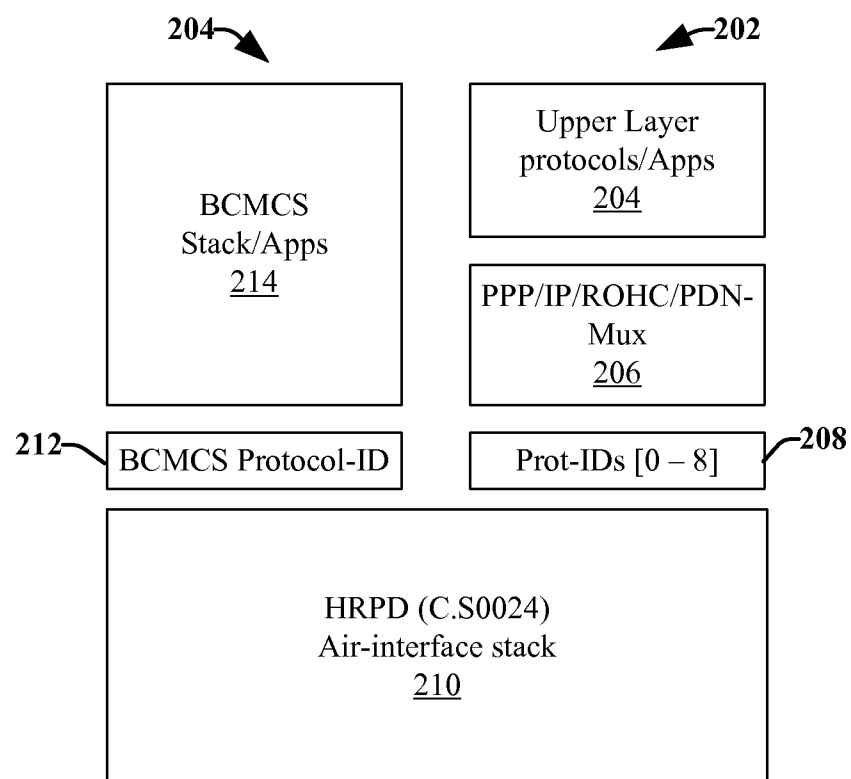 204
202
BCMCS
Stack/Apps
214
Upper Layer
protocols/Apps
204
PPP/IP/ROHC/PDN-
Mux
206
212
BCMCS Protocol-ID
Prot-IDs [0 – 8]
208
HRPD (C.S0024)
Air-interface stack
210